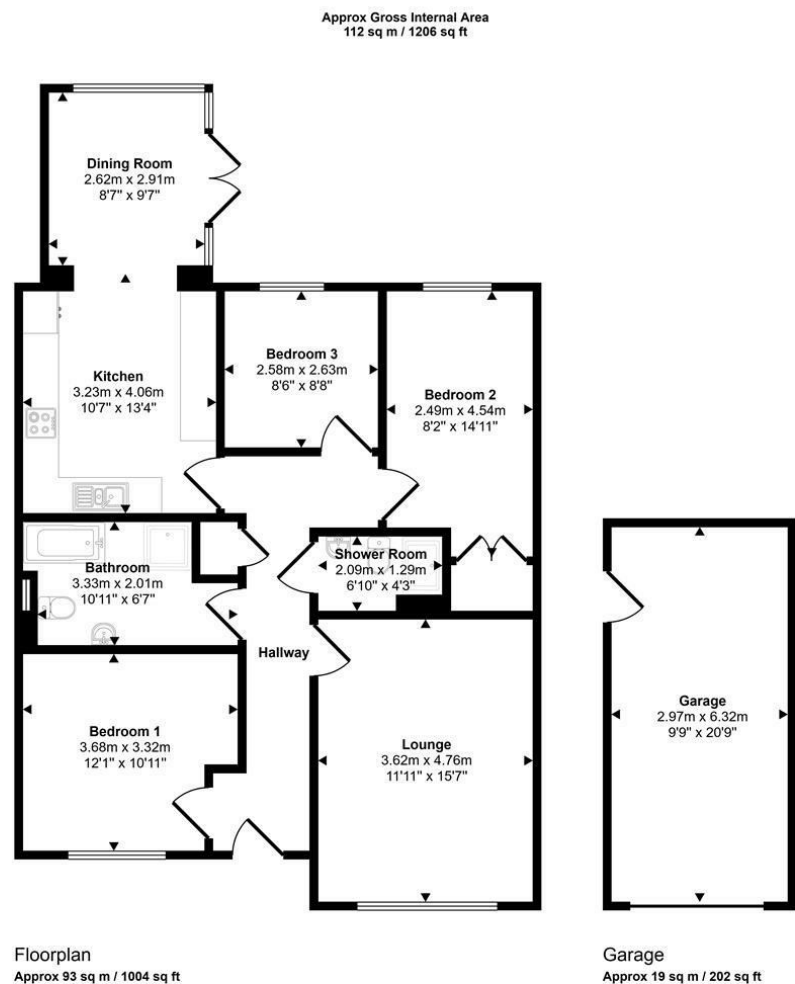 Approx Gross Internal Area
112 sq m / 1206 sq ft
Dining Room
2.62m x 2.91m
8'7" x 9'7"
Kitchen
3.23m x 4.06m
10'7" x 13'4"
Bedroom 3
2.58m x 2.63m
8'6" x 8'8"
Bedroom 2
2.49m x 4.54m
8'2" x 14'11"
Bathroom
3.33m x 2.01m
10'11" x 6'7"
Shower Room
2.09m x 1.29m
6'10" x 4'3"
Hallway
Bedroom 1
3.68m x 3.32m
12'1" x 10'11"
Lounge
3.62m x 4.76m
11'11" x 15'7"
Garage
2.97m x 6.32m
9'9" x 20'9"
Floorplan
Approx 93 sq m / 1004 sq ft
Garage
Approx 19 sq m / 202 sq ft